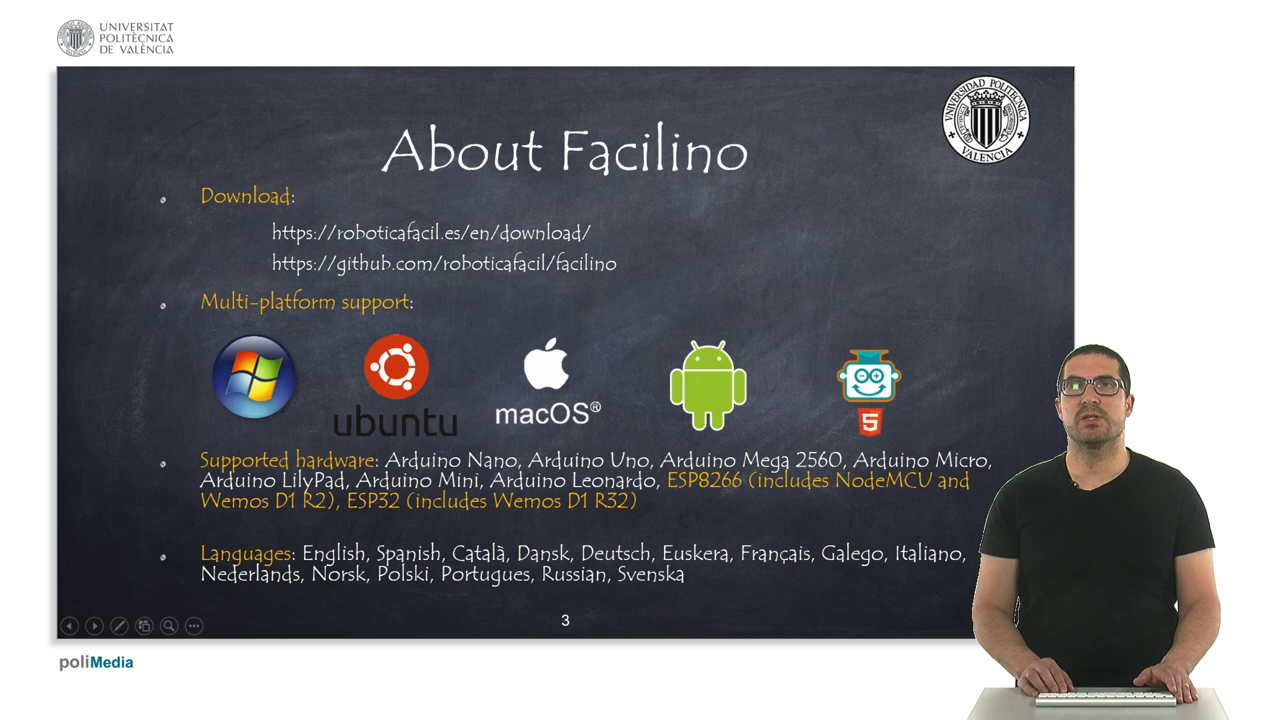 UNIVERSITAT
POLITÈCNICA
DE VALÈNCIA
UNIVERSIDAD POLITECNICA
VALENCIA
About Facilino
Download:
https://roboticafacil.es/en/download/
https://github.com/roboticafacil/facilino
Multi-platform support:
ubuntu
macOS®
5
Supported hardware: Arduino Nano, Arduino Uno, Arduino Mega 2560, Arduino Micro,
Arduino LilyPad, Arduino Mini, Arduino Leonardo, ESP8266 (includes NodeMCU and
Wemos D1 R2), ESP32 (includes Wemos D1 R32)
Languages: English, Spanish, Català, Dansk, Deutsch, Euskera, Français, Galego, Italiano,
Nederlands, Norsk, Polski, Portugues, Russian, Svenska
3
poliMedia